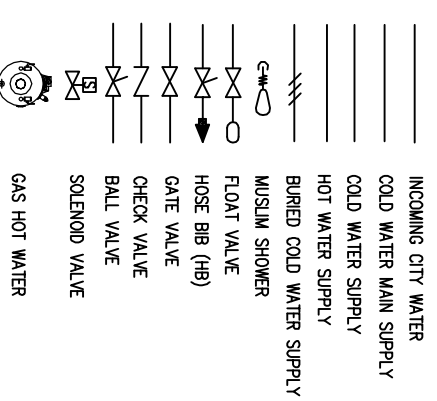 INCOMING CITY WATER
COLD WATER MAIN SUPPLY
COLD WATER SUPPLY
HOT WATER SUPPLY
BURIED COLD WATER SUPPLY
MUSLIM SHOWER
FLOAT VALVE
HOSE BIB (HB)
GATE VALVE
CHECK VALVE
BALL VALVE
S
SOLENOID VALVE
GAS HOT WATER